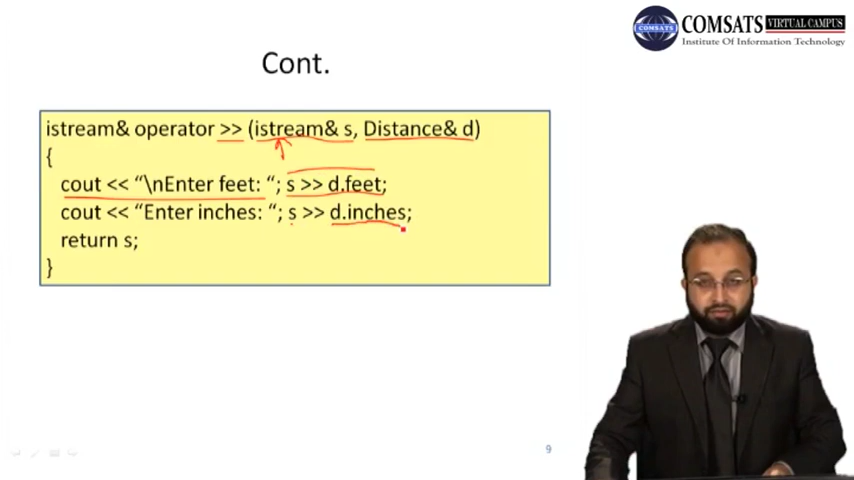 COMSATS VIRTUAL CAMPUS
COMSATS
Institute Of Information Technology
Cont.
istream& operator >> (istream& s, Distance& d)
{
cout << “\nEnter feet: “; s >> d.feet;
cout << “Enter inches: “; s >> d.inches;
return s;
}
9